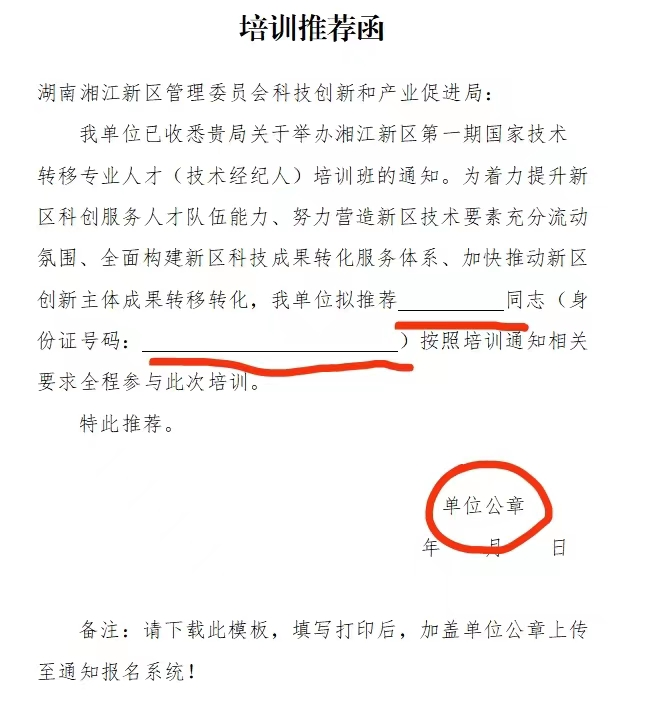 培训推荐函
湖南湘江新区管理委员会科技创新和产业促进局：
我单位已收悉贵局关于举办湘江新区第一期国家技术
转移专业人才（技术经纪人）培训班的通知。为着力提升新
区科创服务人才队伍能力、努力营造新区技术要素充分流动
氛围、全面构建新区科技成果转化服务体系、加快推动新区
创新主体成果转移转化，我单位拟推荐__________同志（身
份证号码：________________________）按照培训通知相关
要求全程参与此次培训。
特此推荐。
单位公章
年 月 日
备注：请下载此模板，填写打印后，加盖单位公章上传
至通知报名系统！